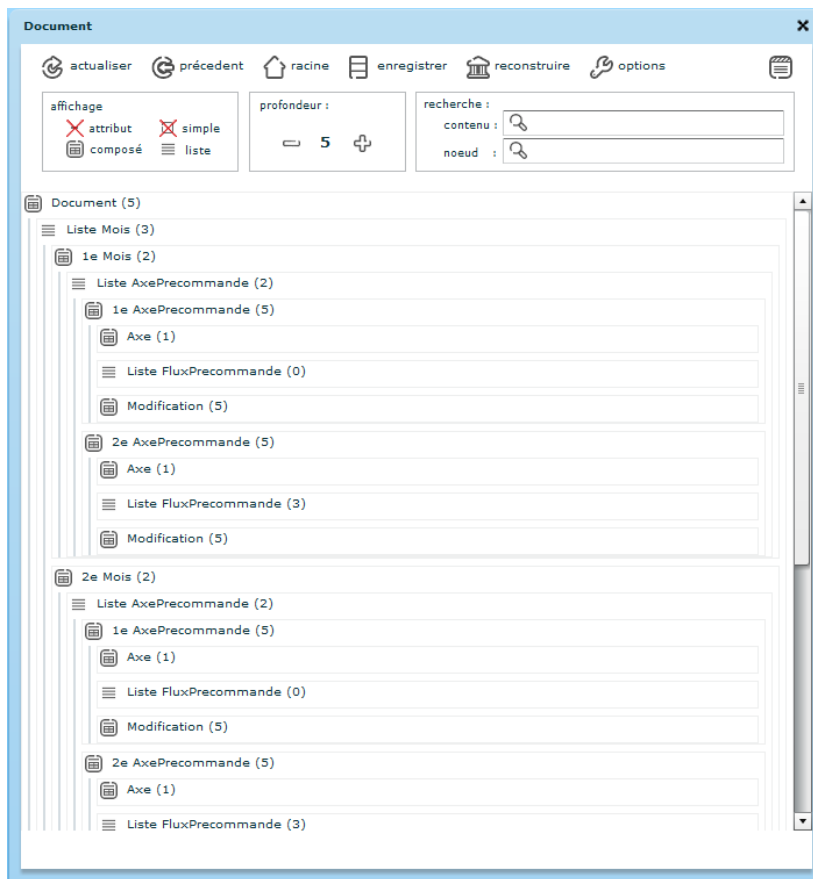 Document
actualiser précedent racine enregistrer reconstruire options
affichage
attribut simple
composé liste
profondeur :
5
recherche :
contenu :
noeud :
Document (5)
Liste Mois (3)
1e Mois (2)
Liste AxePrecommande (2)
1e AxePrecommande (5)
Axe (1)
Liste FluxPrecommande (0)
Modification (5)
2e AxePrecommande (5)
Axe (1)
Liste FluxPrecommande (3)
Modification (5)
2e Mois (2)
Liste AxePrecommande (2)
1e AxePrecommande (5)
Axe (1)
Liste FluxPrecommande (0)
Modification (5)
2e AxePrecommande (5)
Axe (1)
Liste FluxPrecommande (3)